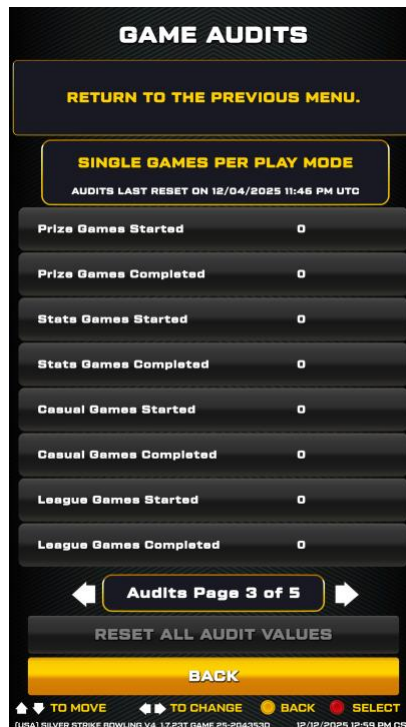 GAME AUDITS
RETURN TO THE PREVIOUS MENU.
SINGLE GAMES PER PLAY MODE
AUDITS LAST RESET ON 12/04/2025 11:46 PM UTC
Prize Games Started 0
Prize Games Completed 0
Stats Games Started 0
Stats Games Completed 0
Casual Games Started 0
Casual Games Completed 0
League Games Started 0
League Games Completed 0
Audits Page 3 of 5
RESET ALL AUDIT VALUES
BACK
TO MOVE TO CHANGE BACK SELECT
[USA] SILVER STRIKE BOWLING V4.17.23T GAME 25-2043530 12/12/2025 12:59 PM CS